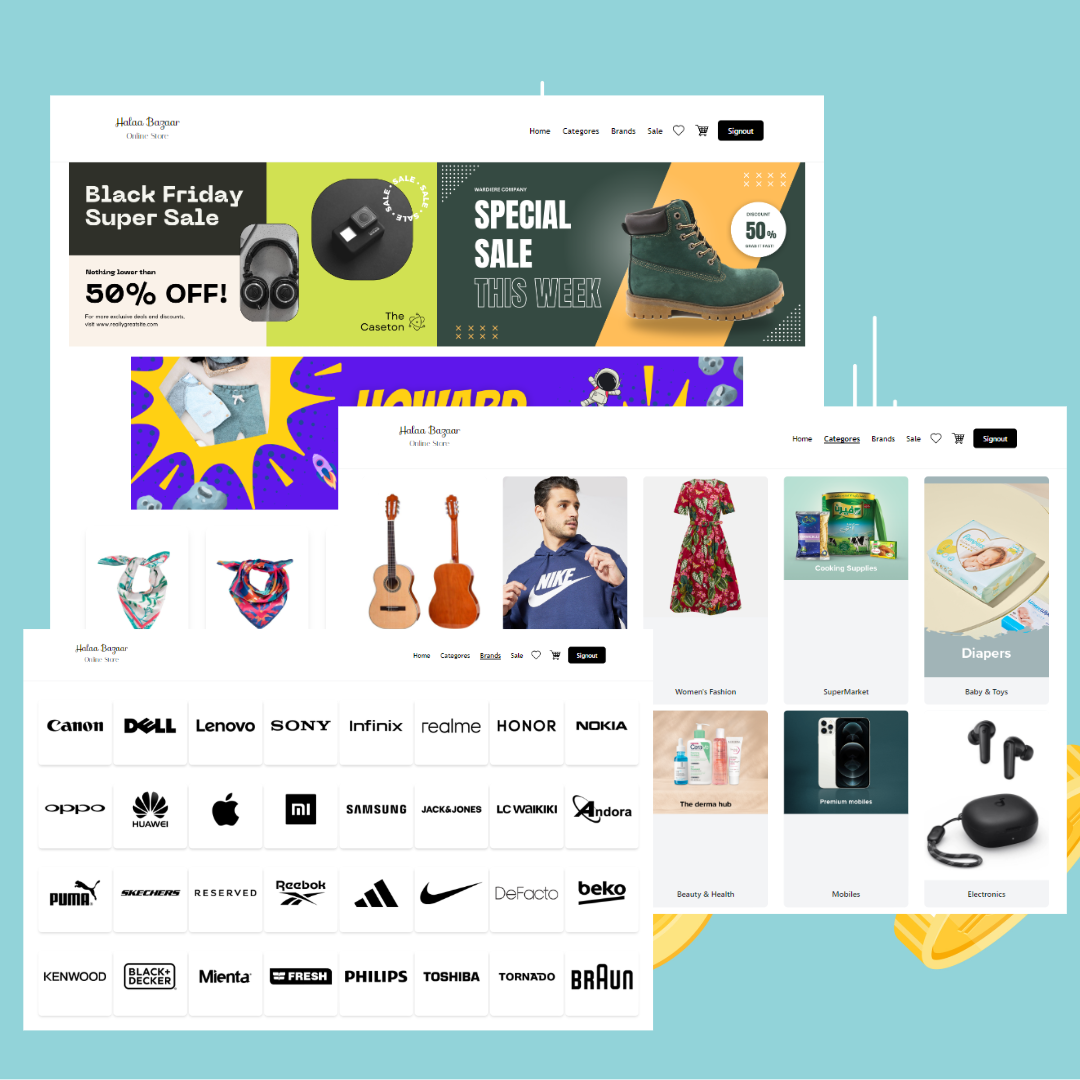 Halaa Bazaar
Online Store
Home Categores Brands Sale Signout
Black Friday
Super Sale
Nothing lower than
50% OFF!
For more exclusive deals and discounts,
visit www.reallygreatsite.com
SALE • SALE • SALE • SALE
The
Caseton
WARDIERE COMPANY
SPECIAL
SALE
THIS WEEK
DISCOUNT
50%
GRAB IT FAST!
HOWARD
Halaa Bazaar
Online Store
Home Categores Brands Sale Signout
NIKE
Cooking Supplies
Diapers
Women's Fashion
SuperMarket
Baby & Toys
The derma hub
Premium mobiles
Beauty & Health
Mobiles
Electronics
Halaa Bazaar
Online Store
Home Categores Brands Sale Signout
Canon DELL Lenovo SONY Infinix realme HONOR NOKIA
oppo HUAWEI mi SAMSUNG JACK&JONES LC WAIKIKI Andora
PUMA SKECHERS RESERVED Reebok DeFacto beko
KENWOOD BLACK+
DECKER Mienta FRESH PHILIPS TOSHIBA TORNADO BRAUN